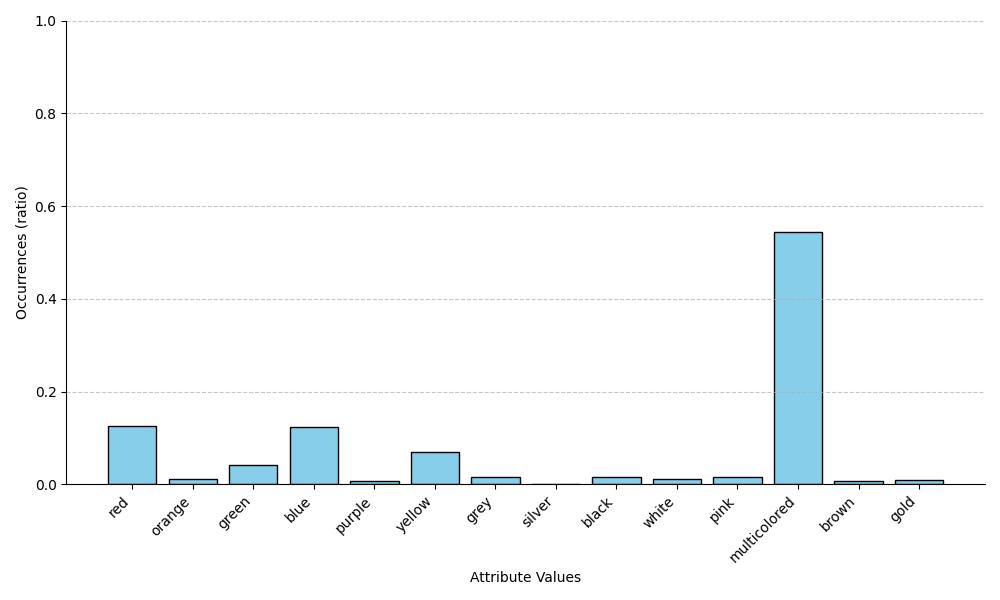 1.0
0.8
0.6
0.4
0.2
0.0
Occurrences (ratio)
red
orange
green
blue
purple
yellow
grey
silver
black
white
pink
multicolored
brown
gold
Attribute Values